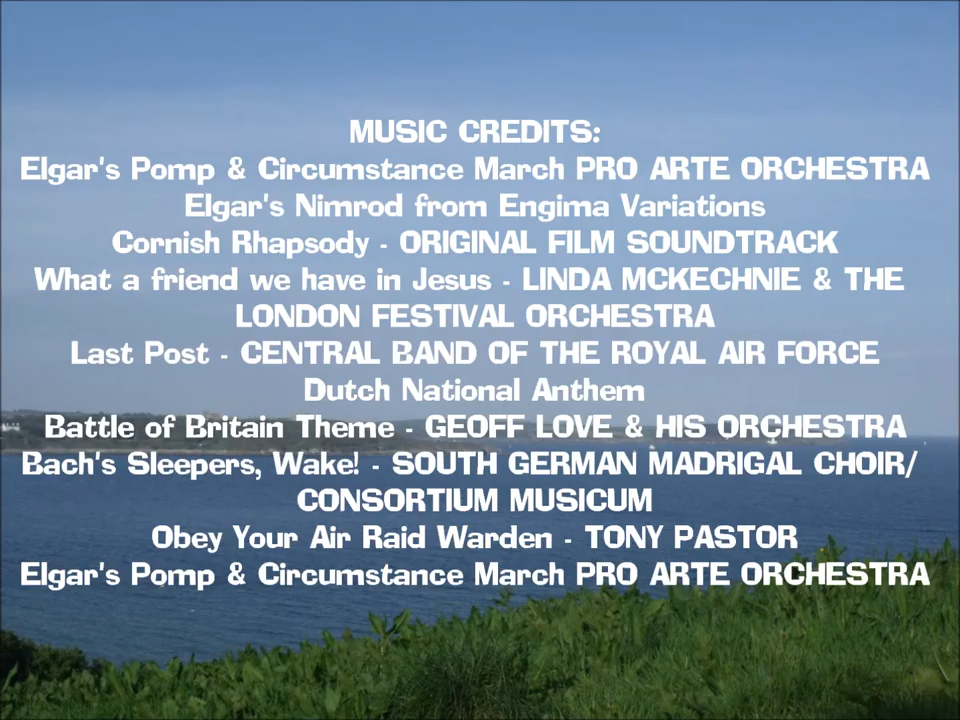 MUSIC CREDITS:
Elgar's Pomp & Circumstance March PRO ARTE ORCHESTRA
Elgar's Nimrod from Engima Variations
Cornish Rhapsody - ORIGINAL FILM SOUNDTRACK
What a friend we have in Jesus - LINDA MCKECHNIE & THE
LONDON FESTIVAL ORCHESTRA
Last Post - CENTRAL BAND OF THE ROYAL AIR FORCE
Dutch National Anthem
Battle of Britain Theme - GEOFF LOVE & HIS ORCHESTRA
Bach's Sleepers, Wake! - SOUTH GERMAN MADRIGAL CHOIR/
CONSORTIUM MUSICUM
Obey Your Air Raid Warden - TONY PASTOR
Elgar's Pomp & Circumstance March PRO ARTE ORCHESTRA